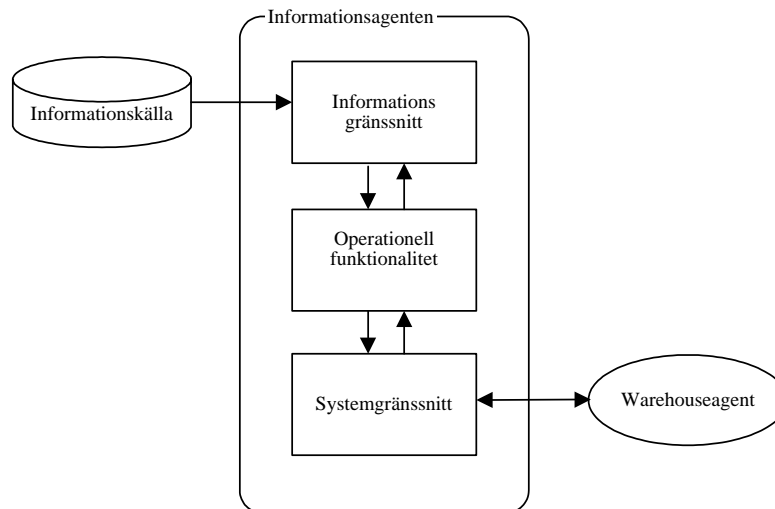 Informationsagenten
Informationskälla
Informations
gränssnitt
Operationell
funktionalitet
Systemgränssnitt
Warehouseagent